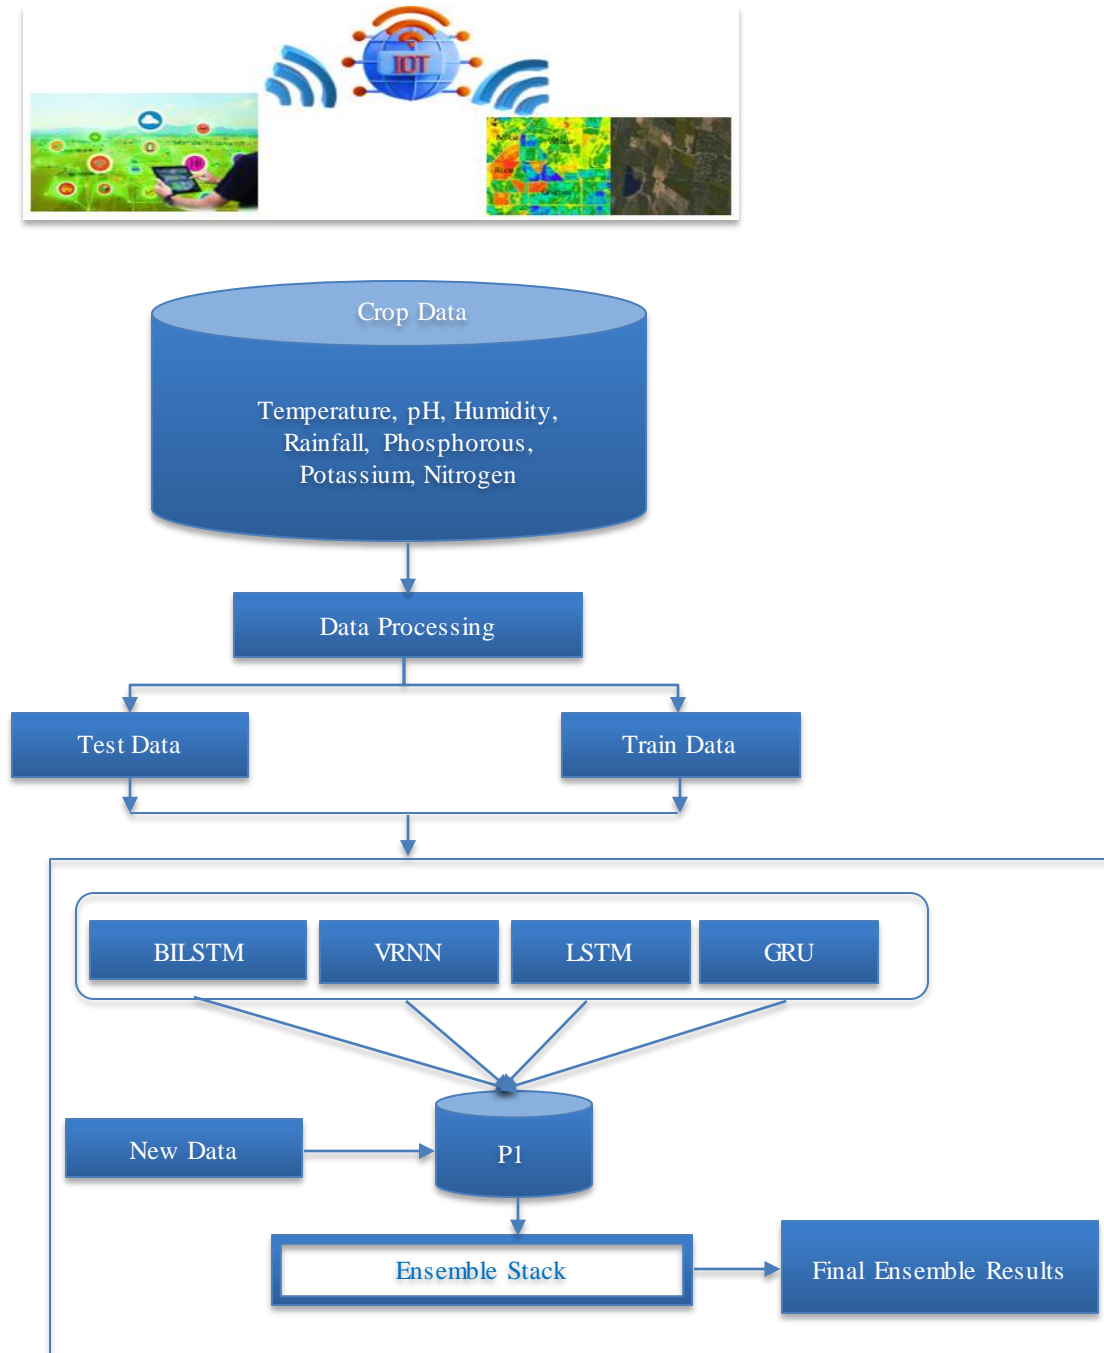 IOT
Rice
Crop Data
Temperature, pH, Humidity,
Rainfall, Phosphorous,
Potassium, Nitrogen
Data Processing
Test Data
Train Data
BILSTM
VRNN
LSTM
GRU
New Data
P1
Ensemble Stack
Final Ensemble Results